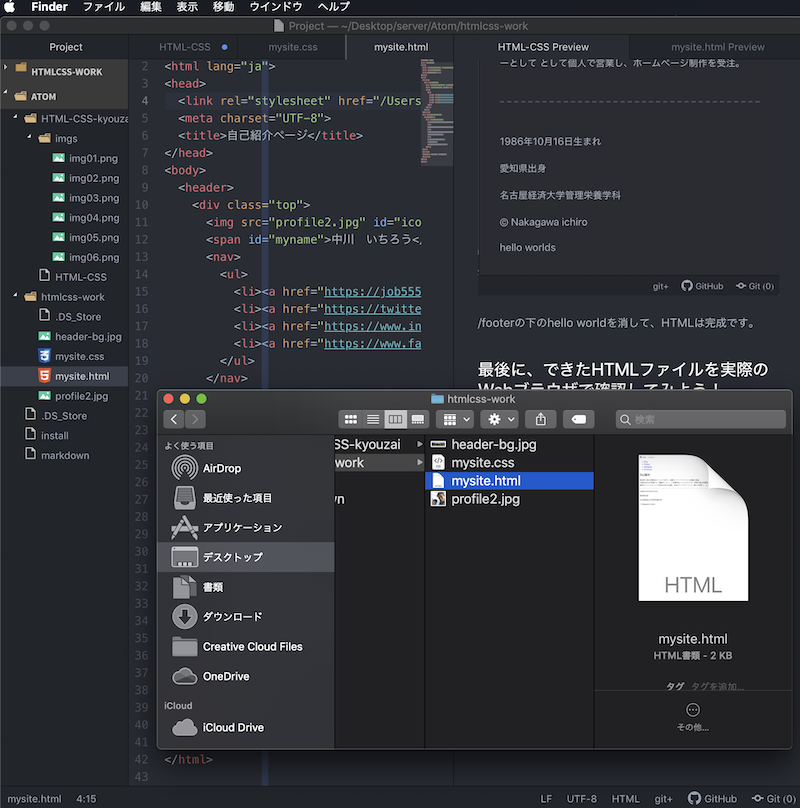 Finder ファイル 編集 表示 移動 ウインドウ ヘルプ
Project — ~/Desktop/server/Atom/htmlcss-work
Project
HTML-CSS
mysite.css
mysite.html
HTML-CSS Preview
mysite.html Preview
HTMLCSS-WORK
ATOM
HTML-CSS-kyouza
imgs
img01.png
img02.png
img03.png
img04.png
img05.png
img06.png
HTML-CSS
htmlcss-work
.DS_Store
header-bg.jpg
mysite.css
mysite.html
profile2.jpg
.DS_Store
install
markdown
2 <html lang="ja">
3 <head>
4 <link rel="stylesheet" href="/Users
5 <meta charset="UTF-8">
6 <title>自己紹介ページ</title>
7 </head>
8 <body>
9 <header>
10 <div class="top">
11 <img src="profile2.jpg" id="ico
12 <span id="myname">中川 いちろう<
13 <nav>
14 <ul>
15 <li><a href="https://job555
16 <li><a href="https://twitte
17 <li><a href="https://www.in
18 <li><a href="https://www.fa
19 </ul>
20 </nav>
21
22
23
24
25
26
27
28
29
30
31
32
33
34
35
36
37
38
39
40
41
42 </html>
43
ーとして として個人で営業し、ホームページ制作を受注。
1986年10月16日生まれ
愛知県出身
名古屋経済大学管理栄養学科
© Nakagawa ichiro
hello worlds
git+ GitHub Git (0)
/footerの下のhello worldを消して、HTMLは完成です。
最後に、できたHTMLファイルを実際の
Webブラウザで確認してみよう！
htmlcss-work
検索
よく使う項目
AirDrop
最近使った項目
アプリケーション
デスクトップ
書類
ダウンロード
Creative Cloud Files
OneDrive
iCloud
iCloud Drive
SS-kyouzai
work
header-bg.jpg
mysite.css
mysite.html
profile2.jpg
HTML
mysite.html
HTML書類 - 2 KB
タグ タグを追加...
その他...
mysite.html 4:15
LF UTF-8 HTML git+ GitHub Git (0)